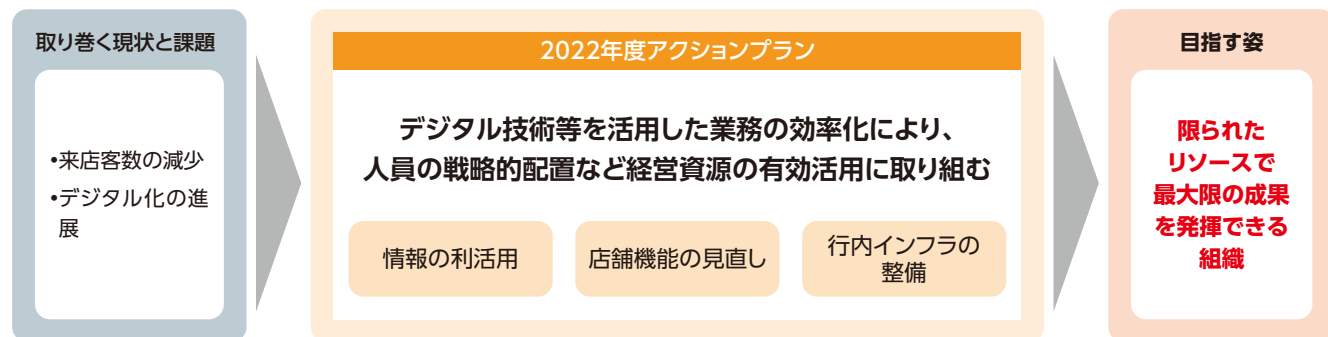 取り巻く現状と課題
•来店客数の減少
•デジタル化の進
展
2022年度アクションプラン
デジタル技術等を活用した業務の効率化により、
人員の戦略的配置など経営資源の有効活用に取り組む
情報の利活用
店舗機能の見直し
行内インフラの
整備
目指す姿
限られた
リソースで
最大限の成果
を発揮できる
組織